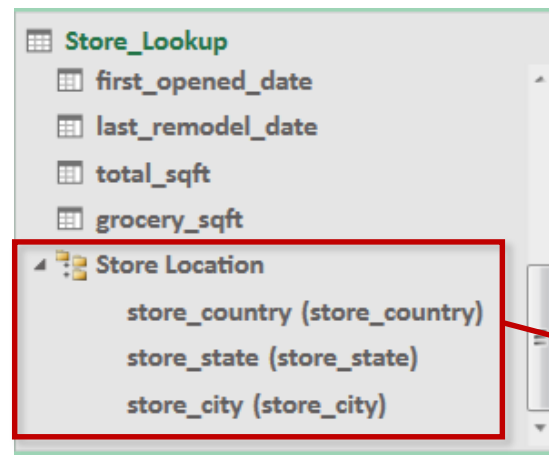 Store_Lookup
first_opened_date
last_remodel_date
total_sqft
grocery_sqft
Store Location
store_country (store_country)
store_state (store_state)
store_city (store_city)